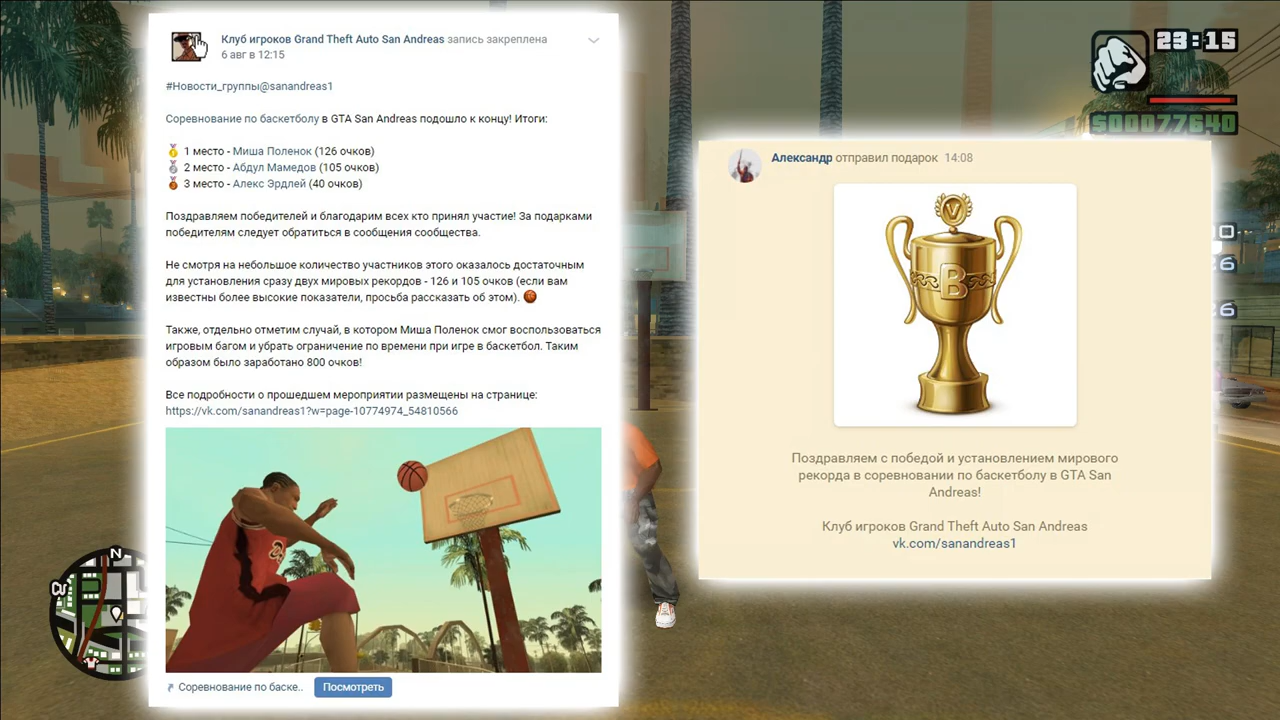 Клуб игроков Grand Theft Auto San Andreas запись закреплена
6 авг в 12:15
#Новости_группы@sanandreas1
Соревнование по баскетболу в GTA San Andreas подошло к концу! Итоги:
1 место - Миша Поленок (126 очков)
2 место - Абдул Мамедов (105 очков)
3 место - Алекс Эрдлей (40 очков)
Поздравляем победителей и благодарим всех кто принял участие! За подарками
победителям следует обратиться в сообщения сообщества.
Не смотря на небольшое количество участников этого оказалось достаточным
для установления сразу двух мировых рекордов - 126 и 105 очков (если вам
известны более высокие показатели, просьба рассказать об этом).
Также, отдельно отметим случай, в котором Миша Поленок смог воспользоваться
игровым багом и убрать ограничение по времени при игре в баскетбол. Таким
образом было заработано 800 очков!
Все подробности о прошедшем мероприятии размещены на странице:
https://vk.com/sanandreas1?w=page-10774974_54810566
Соревнование по баске..
Посмотреть
23:15
$00077640
Александр отправил подарок 14:08
V
B
Поздравляем с победой и установлением мирового
рекорда в соревновании по баскетболу в GTA San
Andreas!
Клуб игроков Grand Theft Auto San Andreas
vk.com/sanandreas1
N